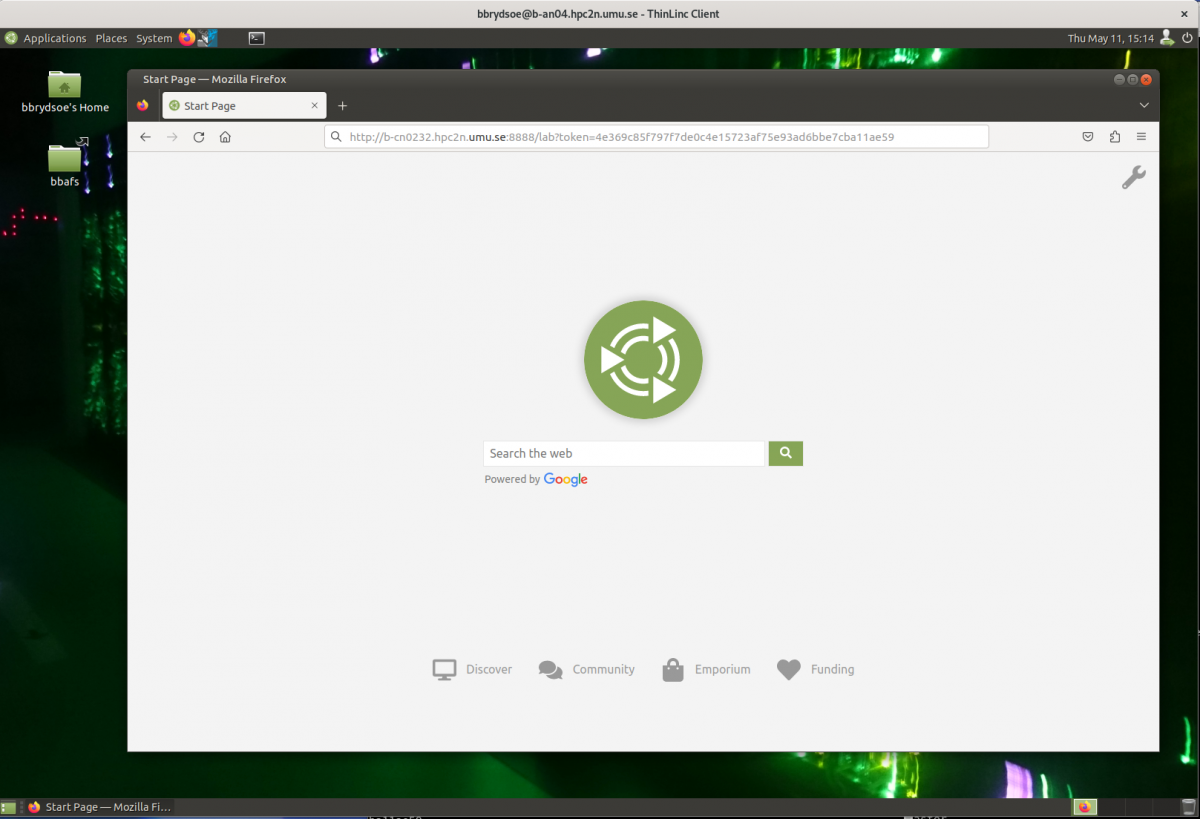 bbrydsoe@b-an04.hpc2n.umu.se - ThinLinc Client
Applications Places System
Thu May 11, 15:14
bbrydsoe's Home
bbafs
Start Page — Mozilla Firefox
Start Page
http://b-cn0232.hpc2n.umu.se:8888/lab?token=4e369c85f797f7de0c4e15723af75e93ad6bbe7cba11ae59
Search the web
Powered by Google
Discover Community Emporium Funding
Start Page — Mozilla Fi...